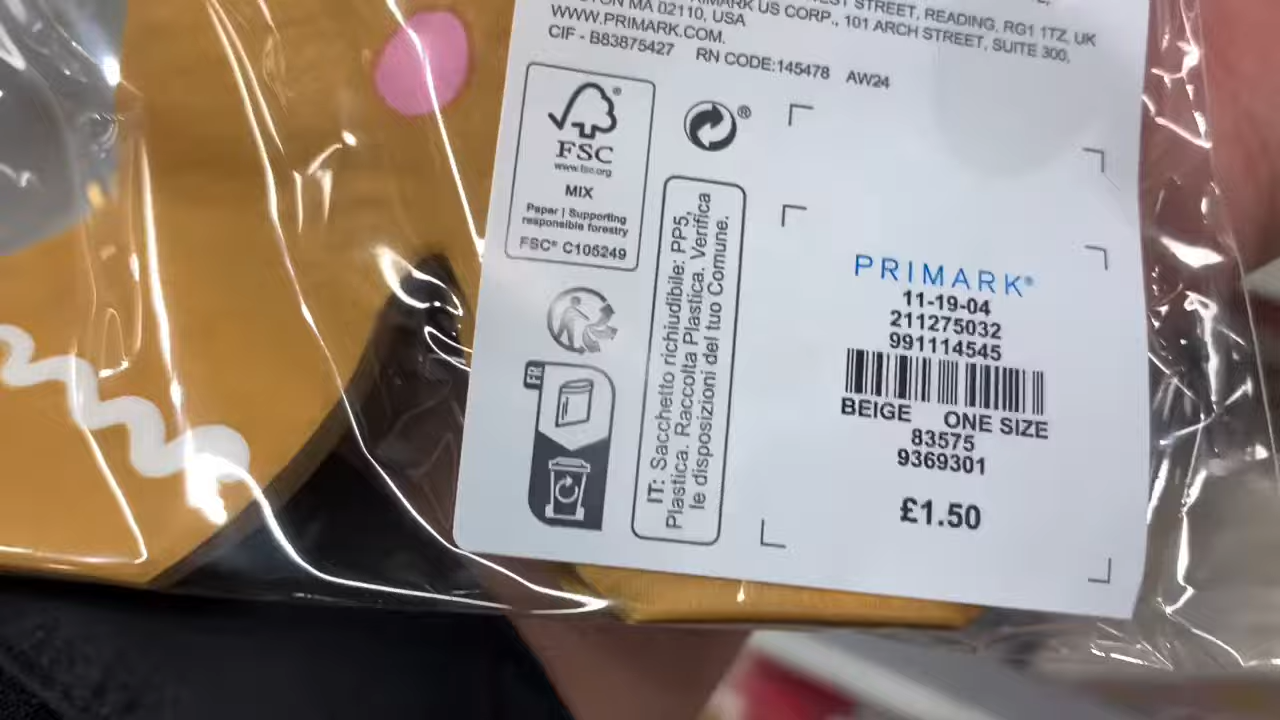 ST STREET, READING, RG1 1TZ, UK
MA 02110, USA
PRIMARK US CORP., 101 ARCH STREET, SUITE 300,
WWW.PRIMARK.COM.
CIF - B83875427 RN CODE:145478 AW24
FSC
www.fsc.org
MIX
Paper | Supporting
responsible forestry
FSC® C105249
FR
IT: Sacchetto richiudibile: PP5,
Plastica. Raccolta Plastica. Verifica
le disposizioni del tuo Comune.
PRIMARK®
11-19-04
211275032
991114545
BEIGE ONE SIZE
83575
9369301
£1.50